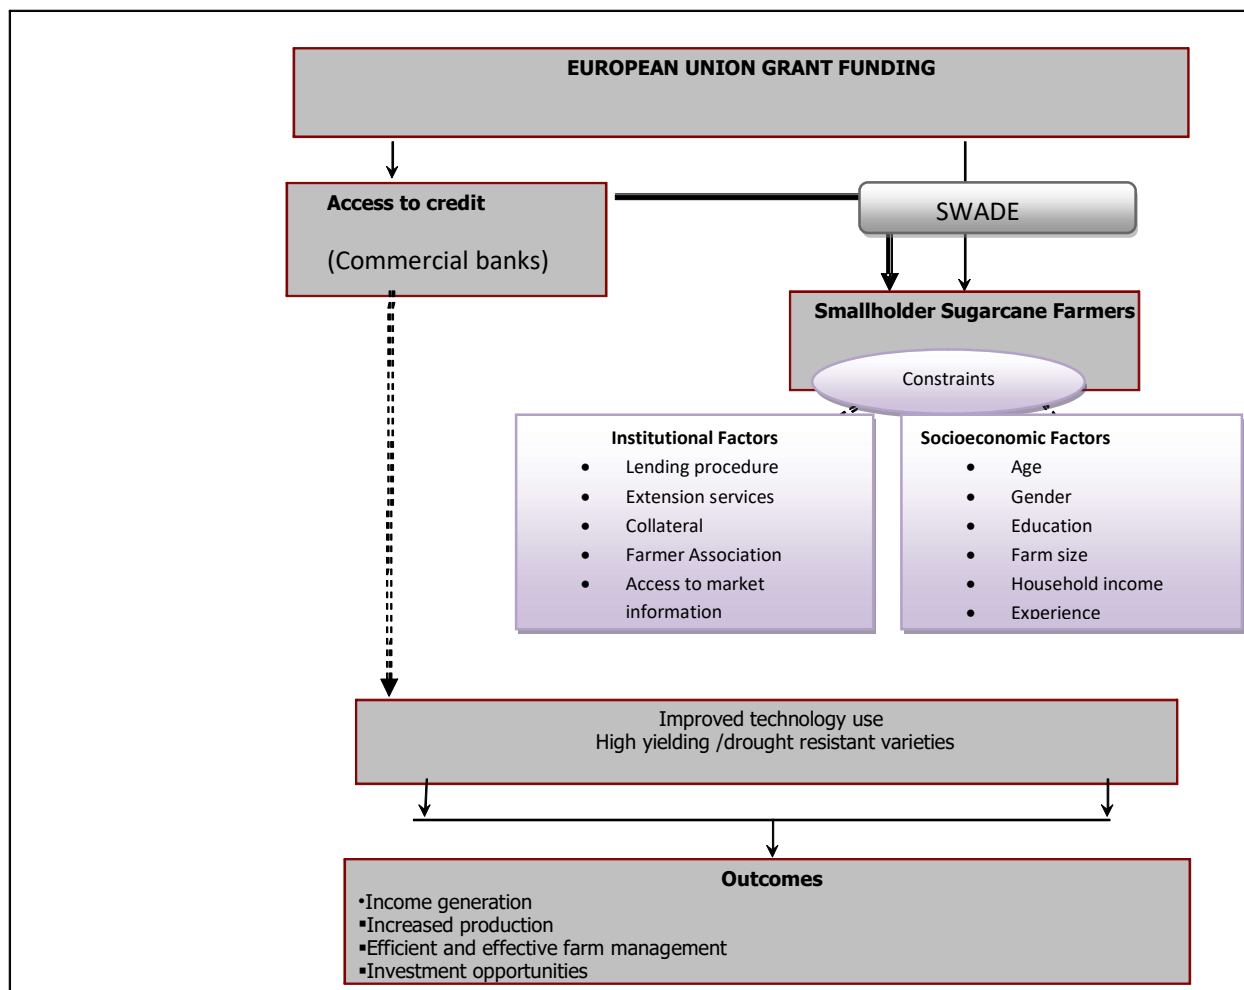 EUROPEAN UNION GRANT FUNDING
Access to credit
(Commercial banks)
SWADE
Smallholder Sugarcane Farmers
Constraints
Institutional Factors
• Lending procedure
• Extension services
• Collateral
• Farmer Association
• Access to market
information
Socioeconomic Factors
• Age
• Gender
• Education
• Farm size
• Household income
• Experience
Improved technology use
High yielding /drought resistant varieties
Outcomes
•Income generation
▪Increased production
▪Efficient and effective farm management
▪Investment opportunities